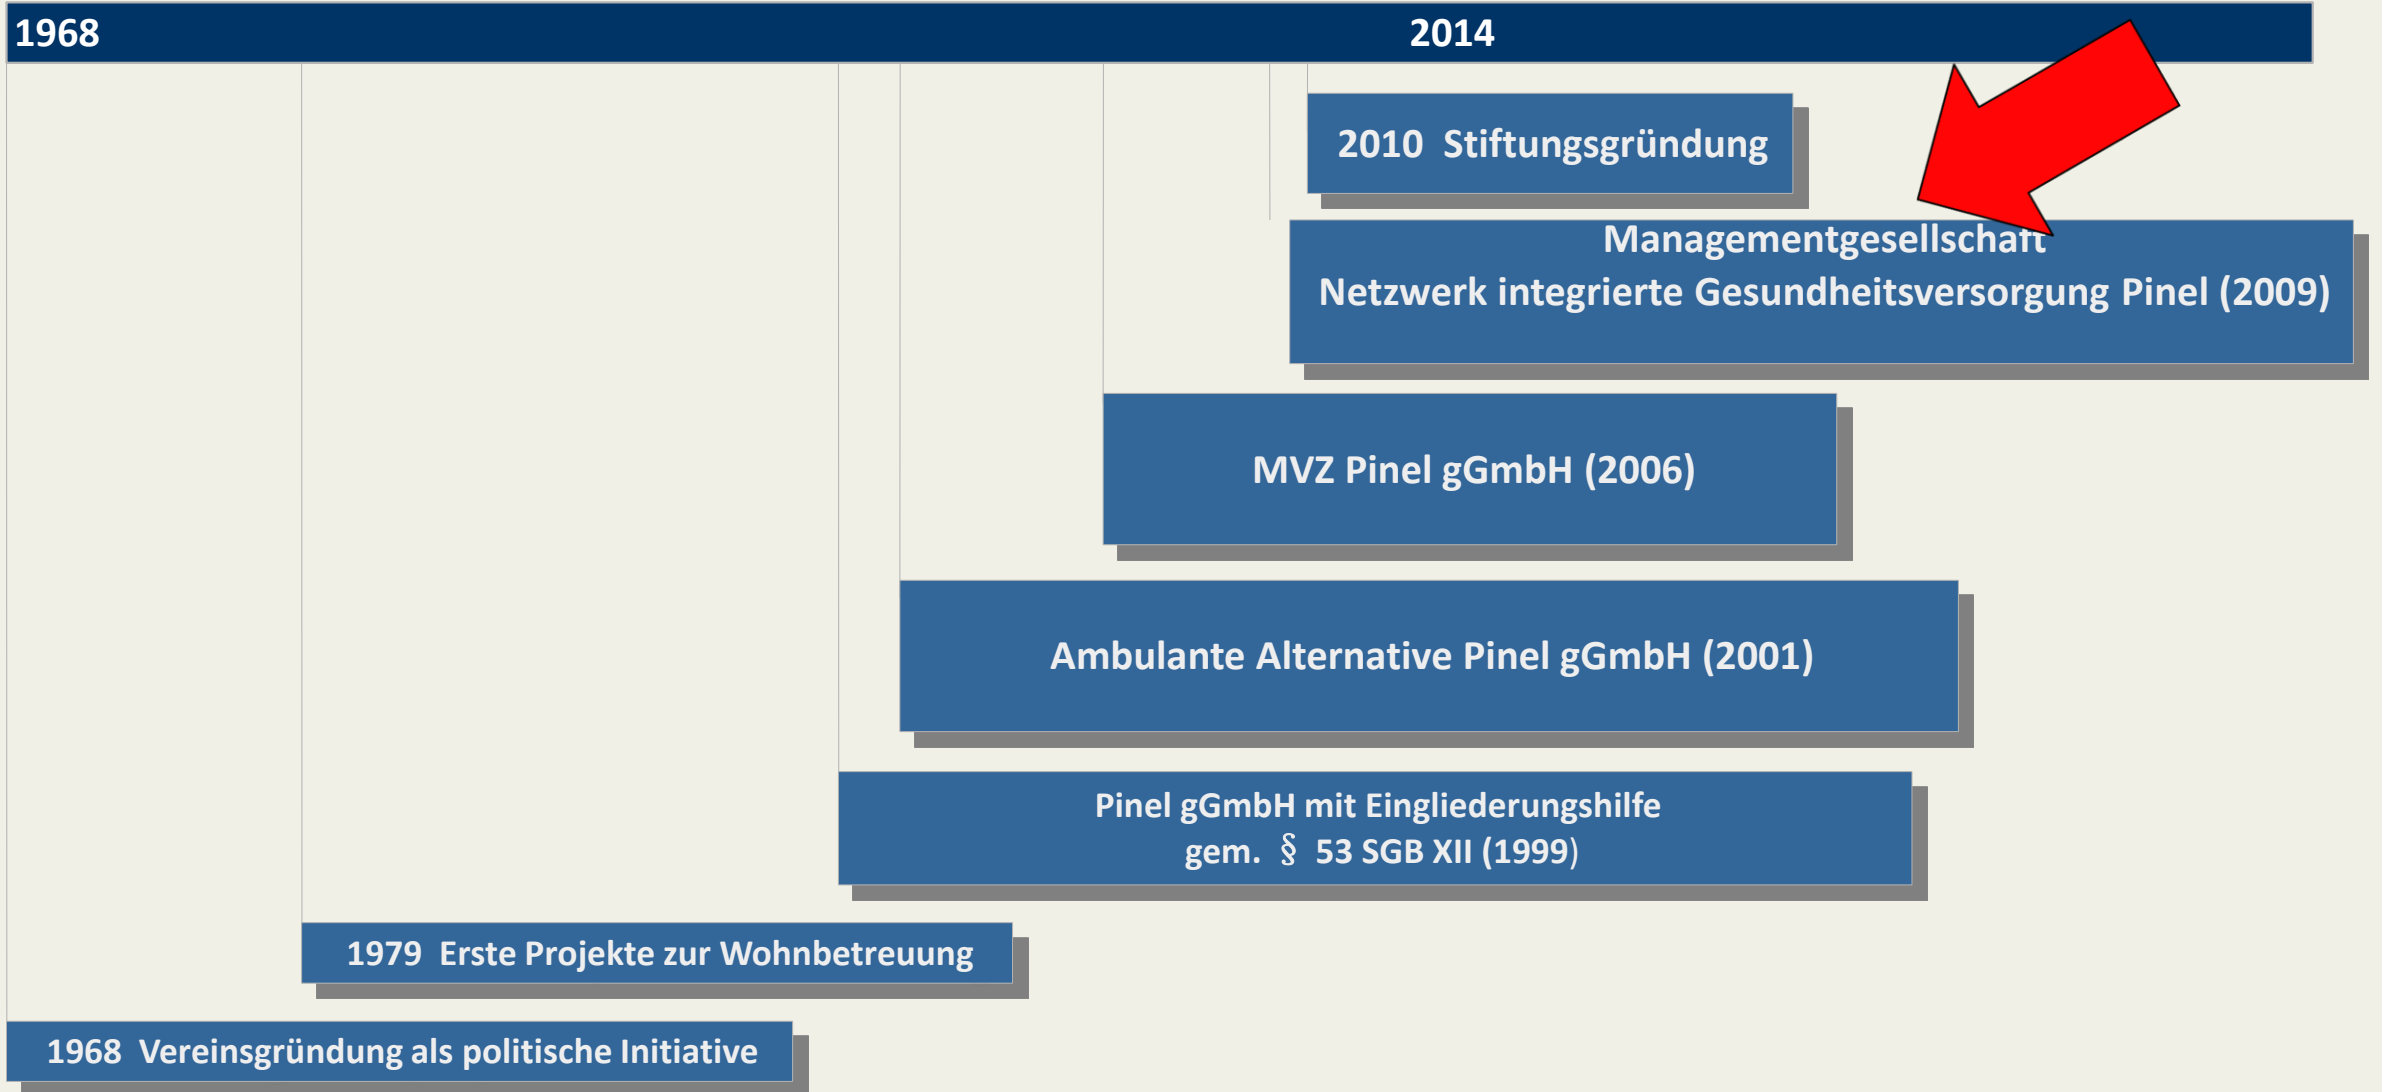 1968 2014
2010 Stiftungsgründung
Managementgesellschaft
Netzwerk integrierte Gesundheitsversorgung Pinel (2009)
MVZ Pinel gGmbH (2006)
Ambulante Alternative Pinel gGmbH (2001)
Pinel gGmbH mit Eingliederungshilfe
gem. § 53 SGB XII (1999)
1979 Erste Projekte zur Wohnbetreuung
1968 Vereinsgründung als politische Initiative